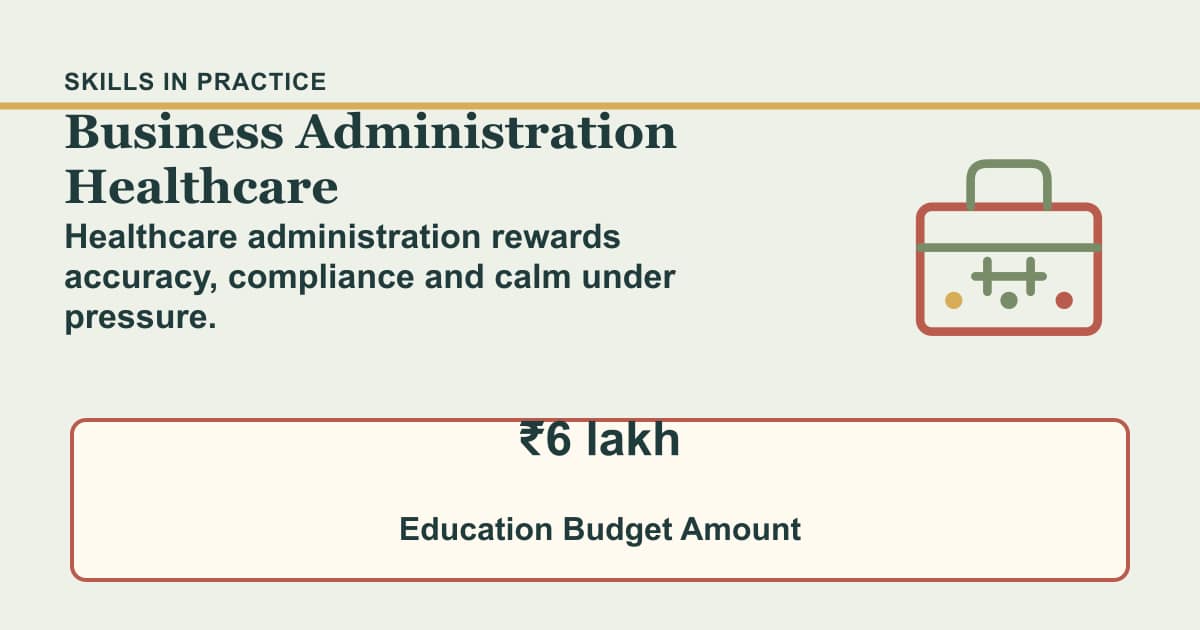 SKILLS IN PRACTICE
Business Administration
Healthcare
Healthcare administration rewards
accuracy, compliance and calm under
pressure.
₹6 lakh
Education Budget Amount